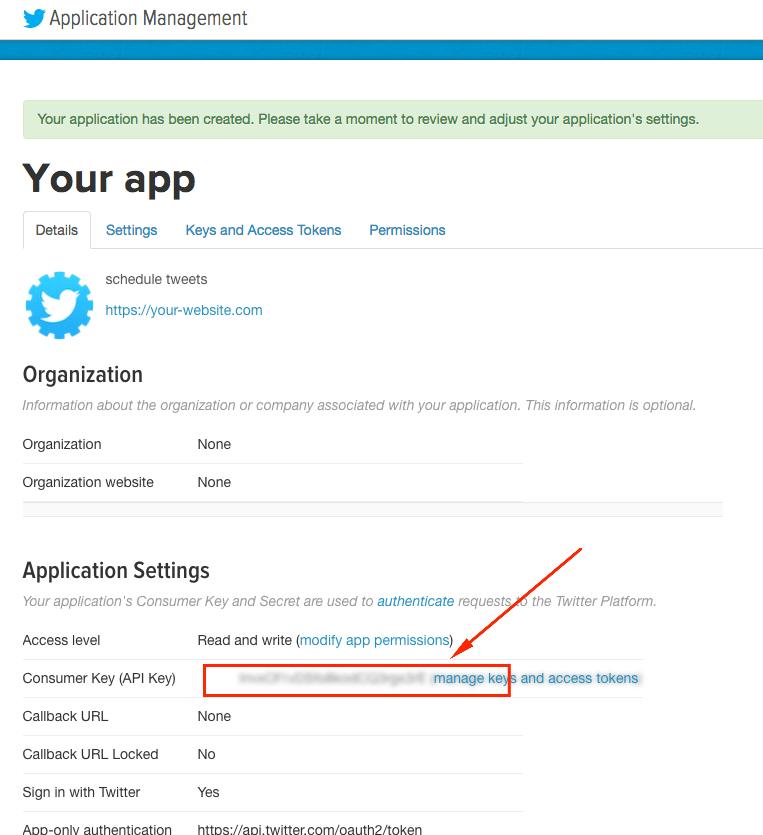 Application Management
Your application has been created. Please take a moment to review and adjust your application's settings.
Your app
Details Settings Keys and Access Tokens Permissions
schedule tweets
https://your-website.com
Organization
Information about the organization or company associated with your application. This information is optional.
Organization None
Organization website None
Application Settings
Your application's Consumer Key and Secret are used to authenticate requests to the Twitter Platform.
Access level Read and write (modify app permissions)
Consumer Key (API Key) manage keys and access tokens
Callback URL None
Callback URL Locked No
Sign in with Twitter Yes
App-only authentication https://api.twitter.com/oauth2/token